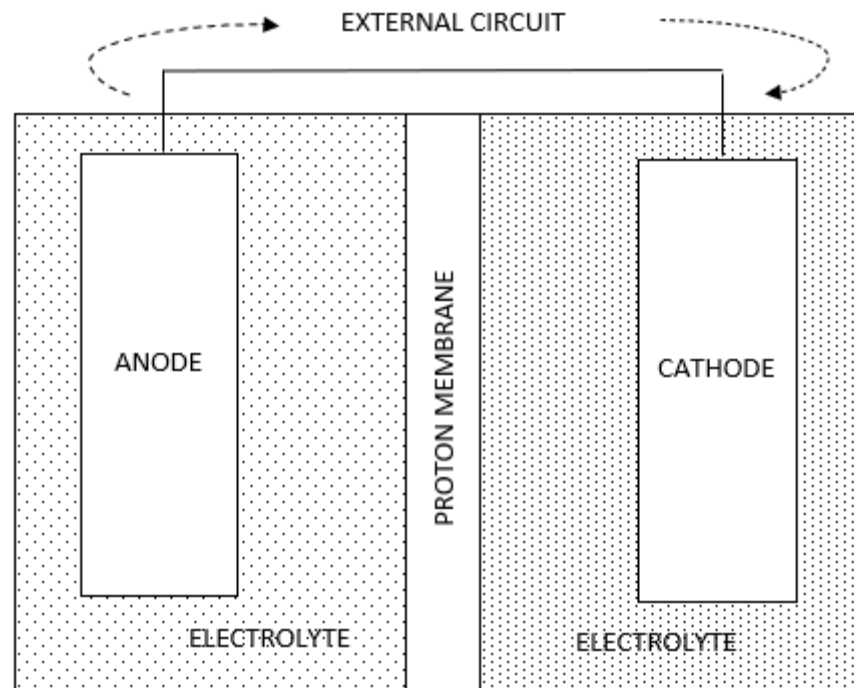 EXTERNAL CIRCUIT
ANODE
PROTON MEMBRANE
CATHODE
ELECTROLYTE
ELECTROLYTE